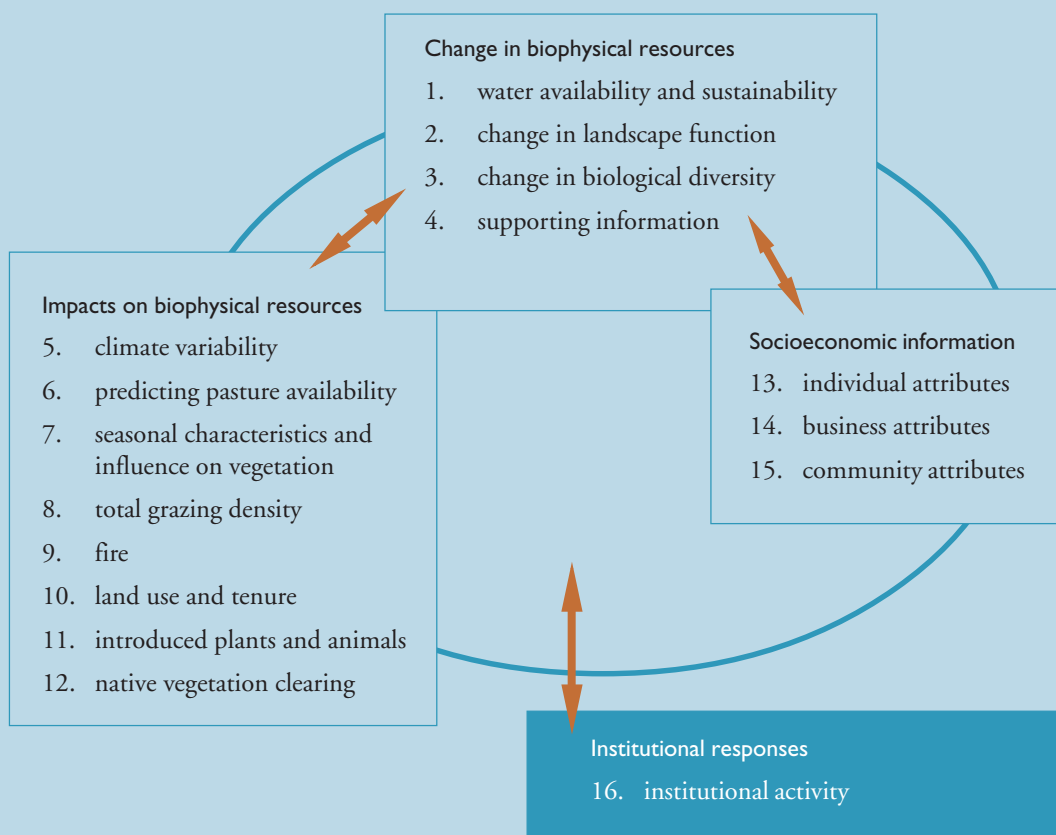 Change in biophysical resources
1. water availability and sustainability
2. change in landscape function
3. change in biological diversity
4. supporting information
Impacts on biophysical resources
5. climate variability
6. predicting pasture availability
7. seasonal characteristics and
influence on vegetation
8. total grazing density
9. fire
10. land use and tenure
11. introduced plants and animals
12. native vegetation clearing
Socioeconomic information
13. individual attributes
14. business attributes
15. community attributes
Institutional responses
16. institutional activity